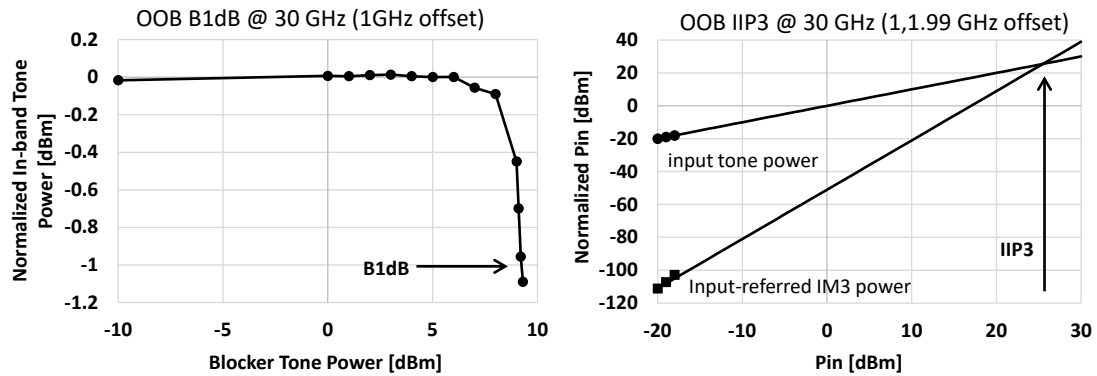 OOB B1dB @ 30 GHz (1GHz offset)
Normalized In-band Tone
Power [dBm]
0.2
0
-0.2
-0.4
-0.6
-0.8
-1
-1.2
B1dB
-10
-5
0
5
10
Blocker Tone Power [dBm]
OOB IIP3 @ 30 GHz (1,1.99 GHz offset)
Normalized Pin [dBm]
40
20
0
-20
-40
-60
-80
-100
-120
input tone power
IIP3
Input-referred IM3 power
-20
-10
0
10
20
30
Pin [dBm]